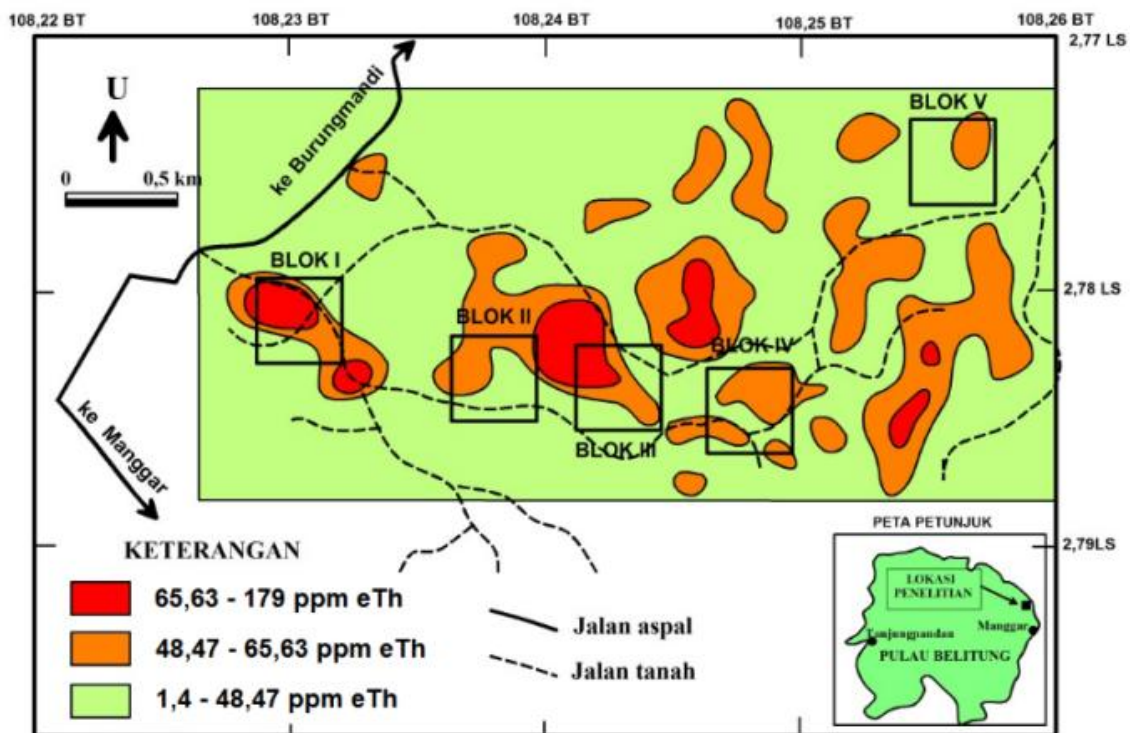 108,22 BT
108,23 BT
108,24 BT
108,25 BT
108,26 BT
2,77 LS
U
0 0,5 km
ke Burungmandi
BLOK V
BLOK I
2,78 LS
BLOK II
BLOK IV
BLOK III
ke Manggar
2,79LS
KETERANGAN
65,63 - 179 ppm eTh
48,47 - 65,63 ppm eTh
1,4 - 48,47 ppm eTh
Jalan aspal
Jalan tanah
PETA PETUNJUK
LOKASI
PENELITIAN
Manggar
Tanjungpandan
PULAU BELITUNG